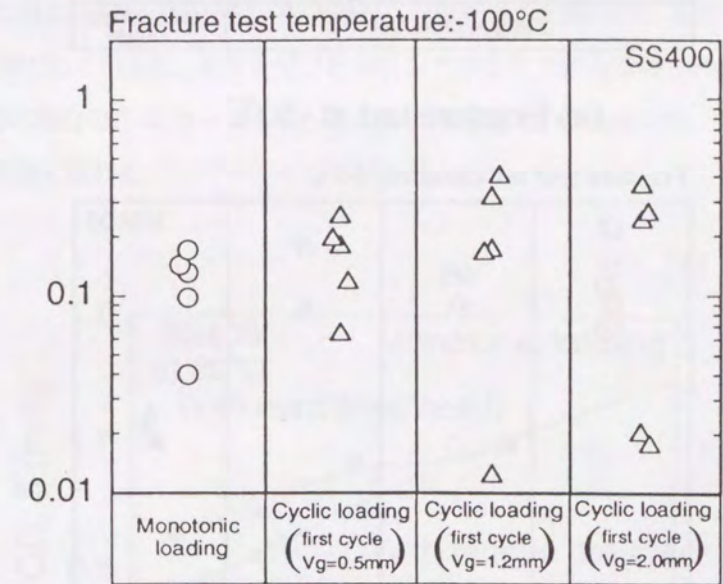 Fracture test temperature:-100°C
SS400
1
0.1
0.01
Monotonic
loading
Cyclic loading
(first cycle
Vg=0.5mm)
Cyclic loading
(first cycle
Vg=1.2mm)
Cyclic loading
(first cycle
Vg=2.0mm)